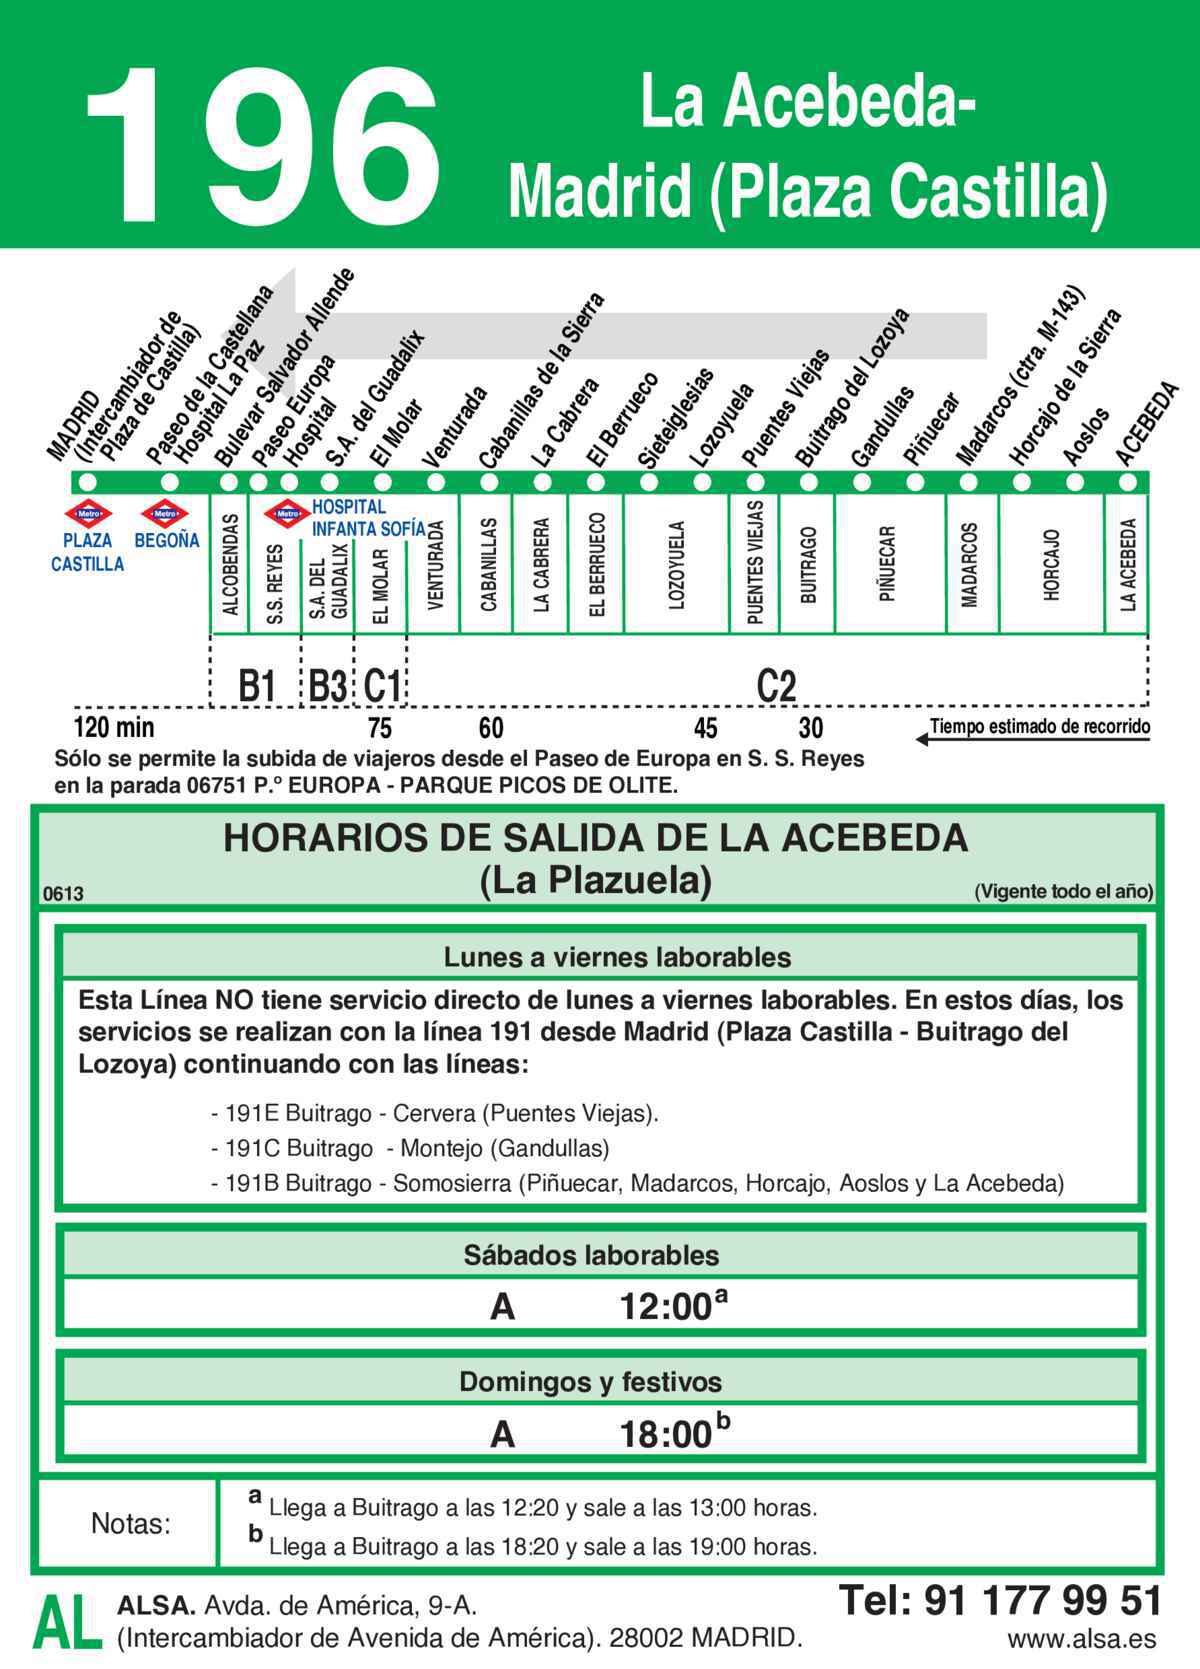 196
La Acebeda-
Madrid (Plaza Castilla)
MADRID
(Intercambiador de
Plaza de Castilla)
Paseo de la Castellana
Hospital La Paz
Bulevar Salvador Allende
Paseo Europa
Hospital
S.A. del Guadalix
El Molar
Venturada
Cabanillas de la Sierra
La Cabrera
El Berrueco
Sieteiglesias
Lozoyuela
Puentes Viejas
Buitrago del Lozoya
Gandullas
Piñuecar
Madarcos (ctra. M-143)
Horcajo de la Sierra
Aoslos
ACEBEDA
Metro
PLAZA
CASTILLA
Metro
BEGOÑA
Metro
HOSPITAL
INFANTA SOFÍA
ALCOBENDAS
S.S. REYES
S.A. DEL
GUADALIX
EL MOLAR
VENTURADA
CABANILLAS
LA CABRERA
EL BERRUECO
LOZOYUELA
PUENTES VIEJAS
BUITRAGO
PIÑUECAR
MADARCOS
HORCAJO
LA ACEBEDA
B1 B3 C1 C2
120 min 75 60 45 30 Tiempo estimado de recorrido
Sólo se permite la subida de viajeros desde el Paseo de Europa en S. S. Reyes
en la parada 06751 P.º EUROPA - PARQUE PICOS DE OLITE.
HORARIOS DE SALIDA DE LA ACEBEDA
(La Plazuela)
0613
(Vigente todo el año)
Lunes a viernes laborables
Esta Línea NO tiene servicio directo de lunes a viernes laborables. En estos días, los
servicios se realizan con la línea 191 desde Madrid (Plaza Castilla - Buitrago del
Lozoya) continuando con las líneas:
- 191E Buitrago - Cervera (Puentes Viejas).
- 191C Buitrago - Montejo (Gandullas)
- 191B Buitrago - Somosierra (Piñuecar, Madarcos, Horcajo, Aoslos y La Acebeda)
Sábados laborables
A 12:00 a
Domingos y festivos
A 18:00 b
Notas:
a Llega a Buitrago a las 12:20 y sale a las 13:00 horas.
b Llega a Buitrago a las 18:20 y sale a las 19:00 horas.
AL
ALSA. Avda. de América, 9-A.
(Intercambiador de Avenida de América). 28002 MADRID.
Tel: 91 177 99 51
www.alsa.es